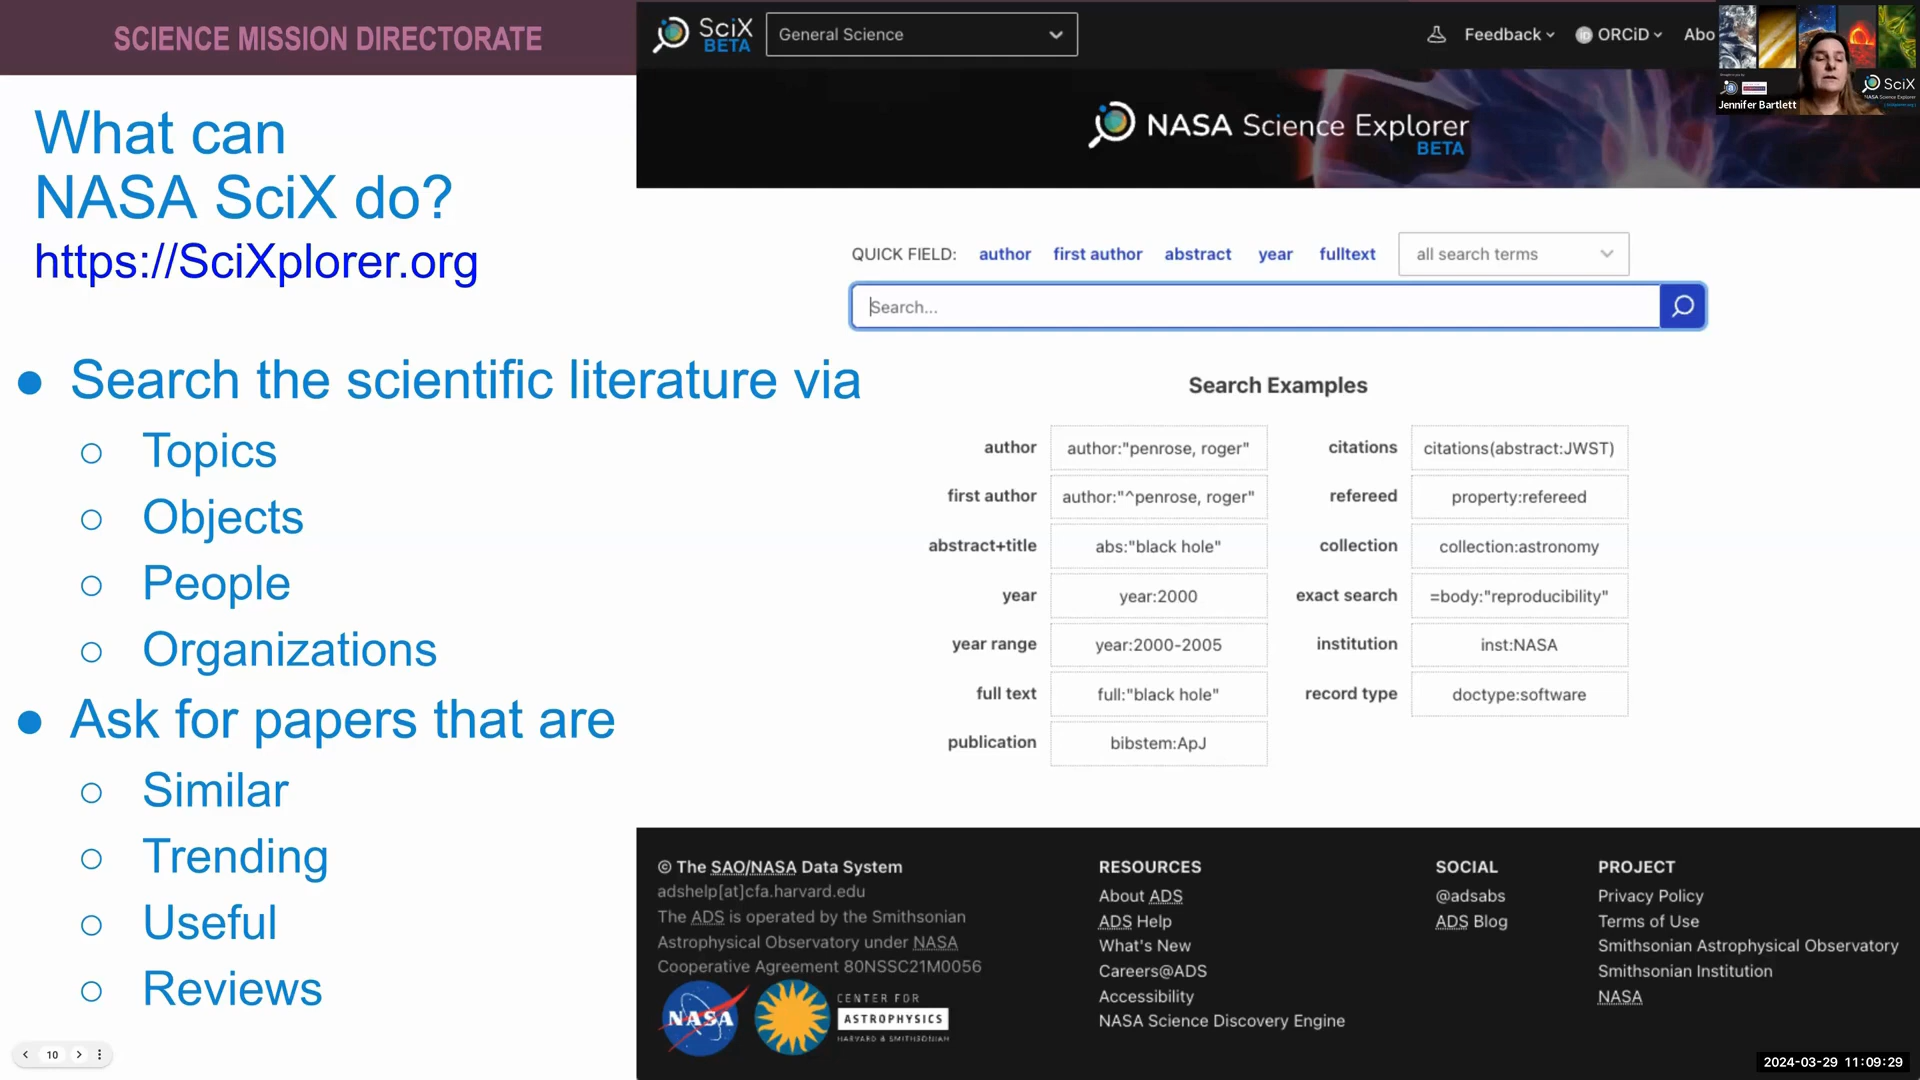 SCIENCE MISSION DIRECTORATE
What can
NASA SciX do?
https://SciXplorer.org
● Search the scientific literature via
○ Topics
○ Objects
○ People
○ Organizations
● Ask for papers that are
○ Similar
○ Trending
○ Useful
○ Reviews
10
SciX
BETA
General Science
Feedback
ORCiD
Abo
NASA Science Explorer
BETA
SciX
Jennifer Bartlett
QUICK FIELD: author first author abstract year fulltext all search terms
Search...
Search Examples
author author:"penrose, roger" citations citations(abstract:JWST)
first author author:"^penrose, roger" refereed property:refereed
abstract+title abs:"black hole" collection collection:astronomy
year year:2000 exact search =body:"reproducibility"
year range year:2000-2005 institution inst:NASA
full text full:"black hole" record type doctype:software
publication bibstem:ApJ
© The SAO/NASA Data System
adshelp[at]cfa.harvard.edu
The ADS is operated by the Smithsonian
Astrophysical Observatory under NASA
Cooperative Agreement 80NSSC21M0056
NASA
CENTER FOR
ASTROPHYSICS
HARVARD & SMITHSONIAN
RESOURCES
About ADS
ADS Help
What's New
Careers@ADS
Accessibility
NASA Science Discovery Engine
SOCIAL
@adsabs
ADS Blog
PROJECT
Privacy Policy
Terms of Use
Smithsonian Astrophysical Observatory
Smithsonian Institution
NASA
2024-03-29 11:09:29